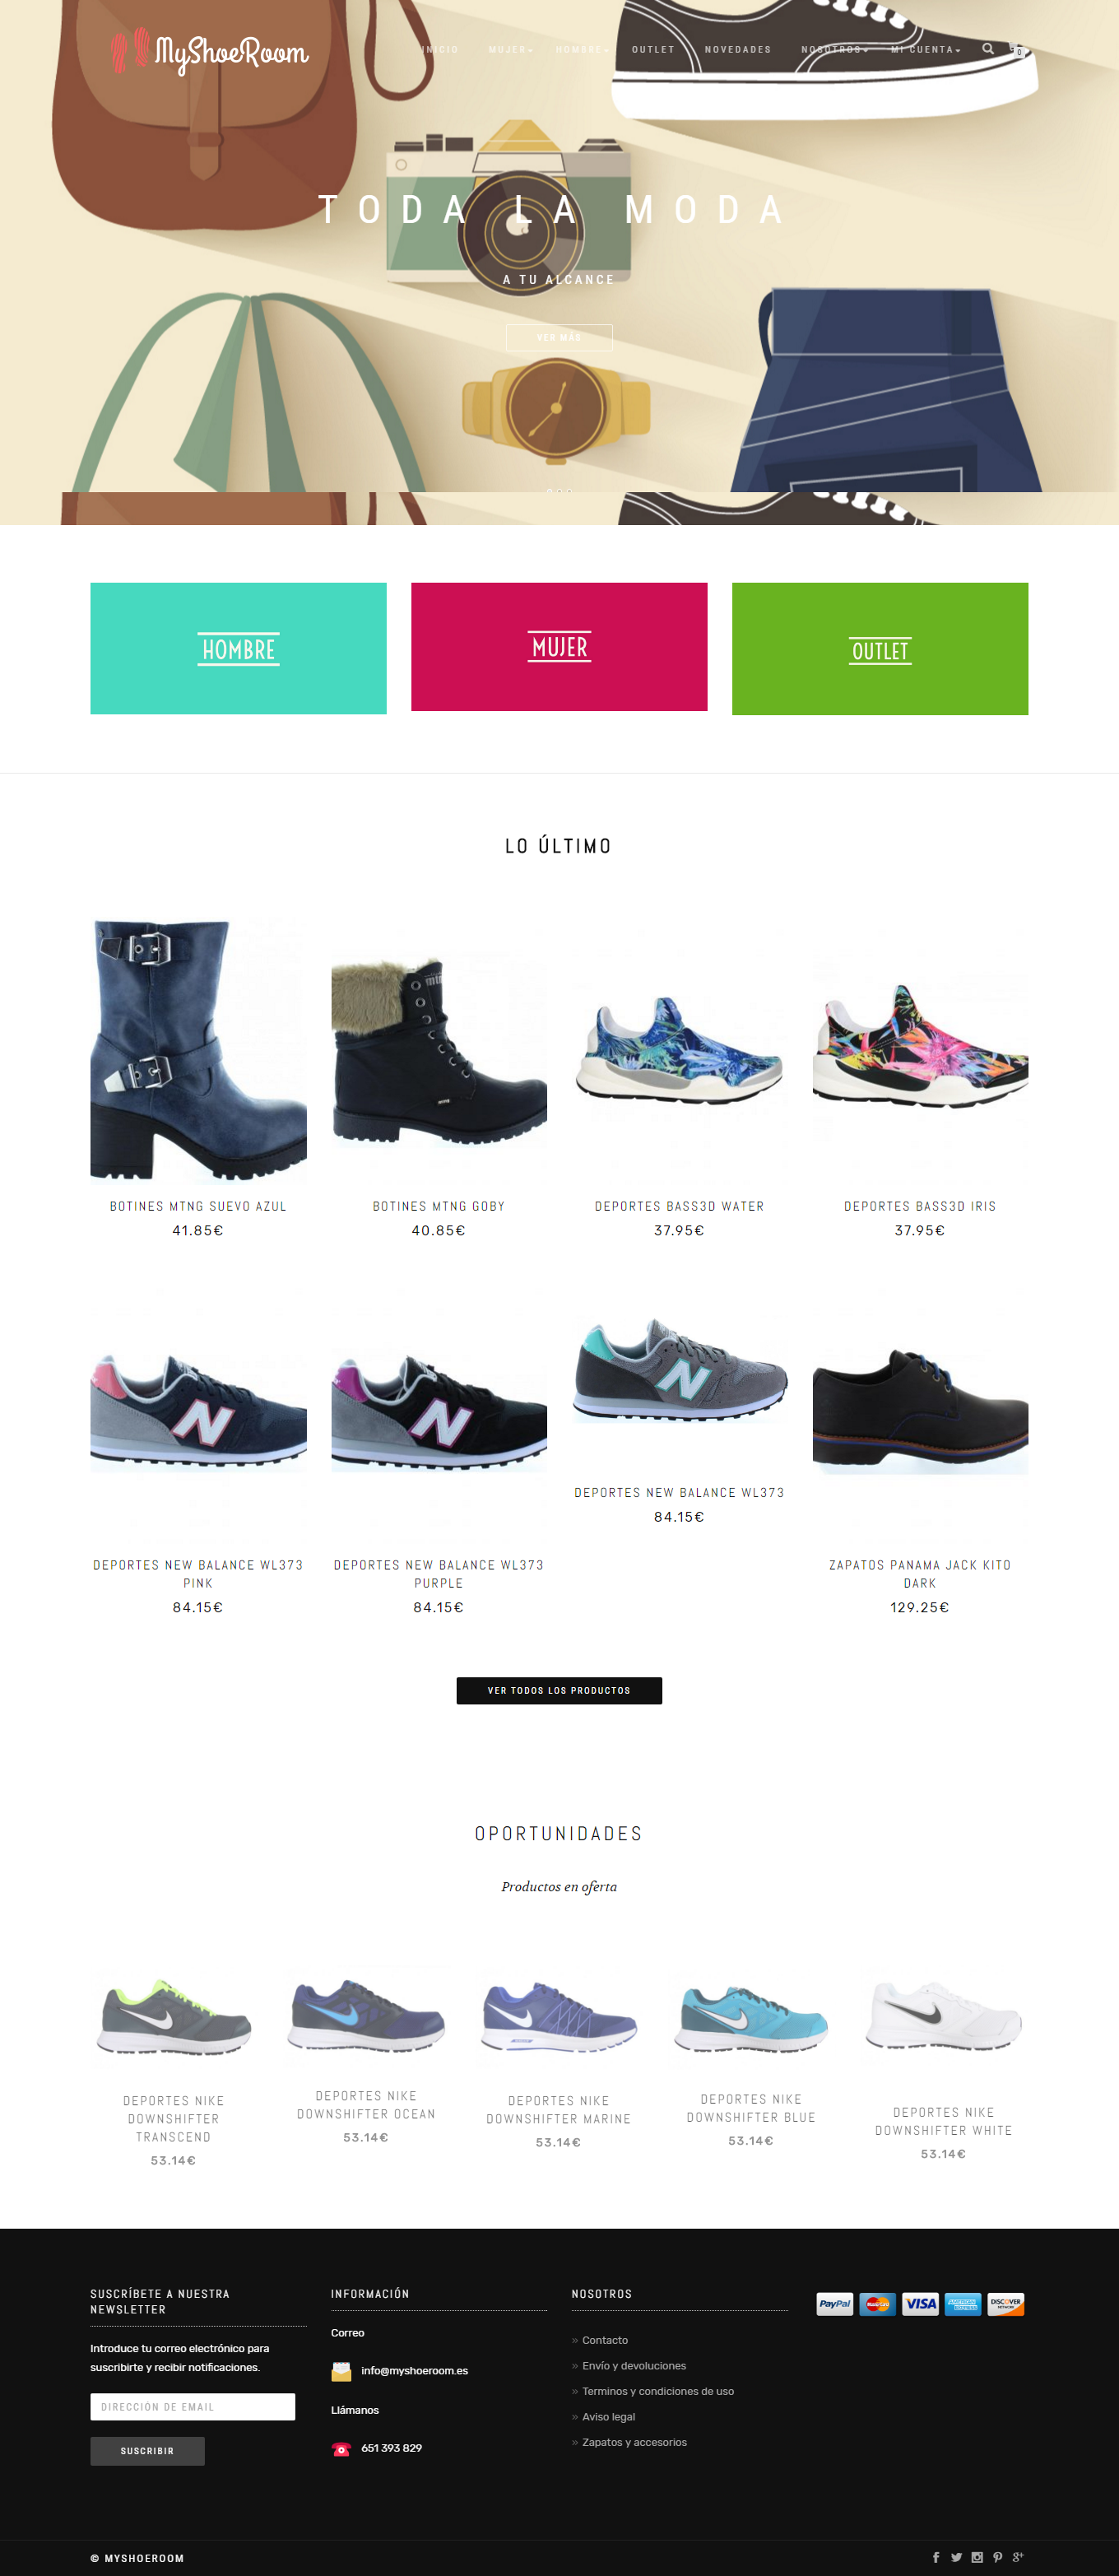 MyShoeRoom
INICIO MUJER HOMBRE OUTLET NOVEDADES NOSOTROS MI CUENTA 0
TODA LA MODA
A TU ALCANCE
VER MÁS
HOMBRE
MUJER
OUTLET
LO ÚLTIMO
BOTINES MTNG SUEVO AZUL
41.85€
BOTINES MTNG GOBY
40.85€
DEPORTES BASS3D WATER
37.95€
DEPORTES BASS3D IRIS
37.95€
DEPORTES NEW BALANCE WL373
PINK
84.15€
DEPORTES NEW BALANCE WL373
PURPLE
84.15€
DEPORTES NEW BALANCE WL373
84.15€
ZAPATOS PANAMA JACK KITO
DARK
129.25€
VER TODOS LOS PRODUCTOS
OPORTUNIDADES
Productos en oferta
DEPORTES NIKE
DOWNSHIFTER
TRANSCEND
53.14€
DEPORTES NIKE
DOWNSHIFTER OCEAN
53.14€
DEPORTES NIKE
DOWNSHIFTER MARINE
53.14€
DEPORTES NIKE
DOWNSHIFTER BLUE
53.14€
DEPORTES NIKE
DOWNSHIFTER WHITE
53.14€
SUSCRÍBETE A NUESTRA
NEWSLETTER
Introduce tu correo electrónico para
suscribirte y recibir notificaciones.
DIRECCIÓN DE EMAIL
SUSCRIBIR
INFORMACIÓN
Correo
info@myshoeroom.es
Llámanos
651 393 829
NOSOTROS
» Contacto
» Envío y devoluciones
» Terminos y condiciones de uso
» Aviso legal
» Zapatos y accesorios
PayPal MasterCard VISA AMERICAN EXPRESS DISCOVER
© MYSHOEROOM